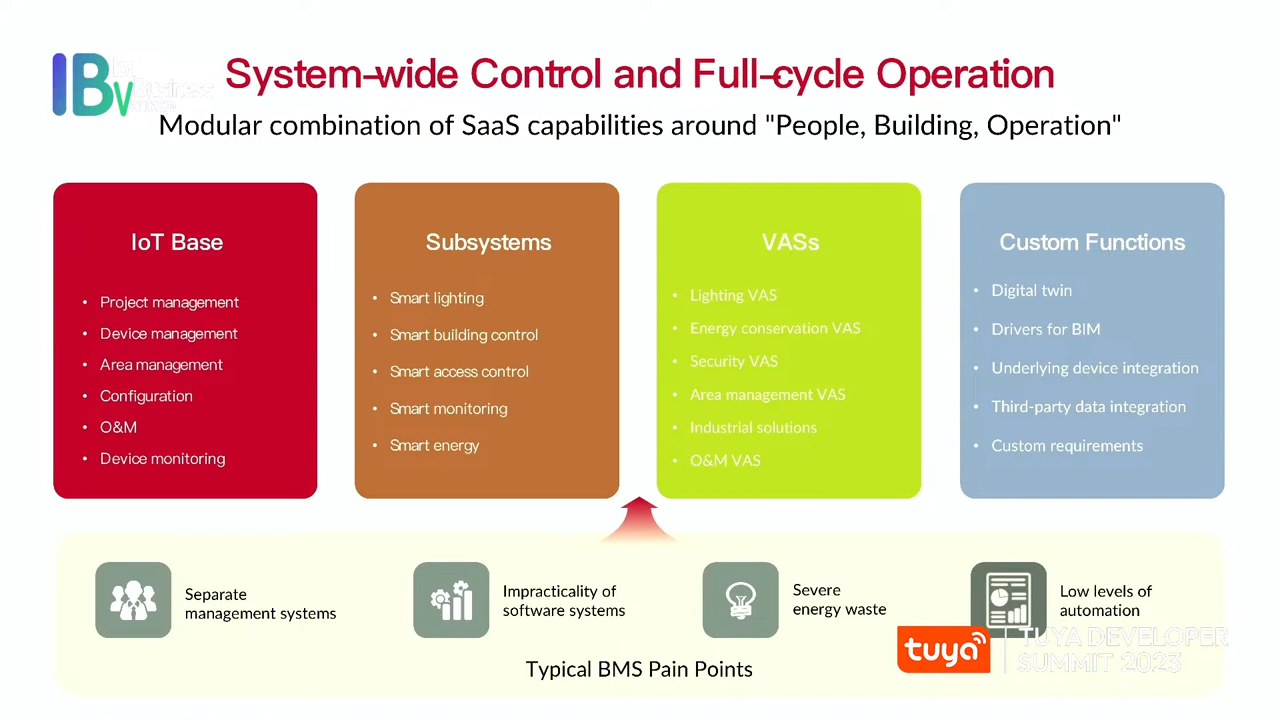 IBv
Business
System-wide Control and Full-cycle Operation
Modular combination of SaaS capabilities around "People, Building, Operation"
IoT Base
• Project management
• Device management
• Area management
• Configuration
• O&M
• Device monitoring
Subsystems
• Smart lighting
• Smart building control
• Smart access control
• Smart monitoring
• Smart energy
VASs
• Lighting VAS
• Energy conservation VAS
• Security VAS
• Area management VAS
• Industrial solutions
• O&M VAS
Custom Functions
• Digital twin
• Drivers for BIM
• Underlying device integration
• Third-party data integration
• Custom requirements
Separate
management systems
Impracticality of
software systems
Severe
energy waste
Low levels of
automation
Typical BMS Pain Points
tuya
TUYA DEVELOPER
SUMMIT 2023